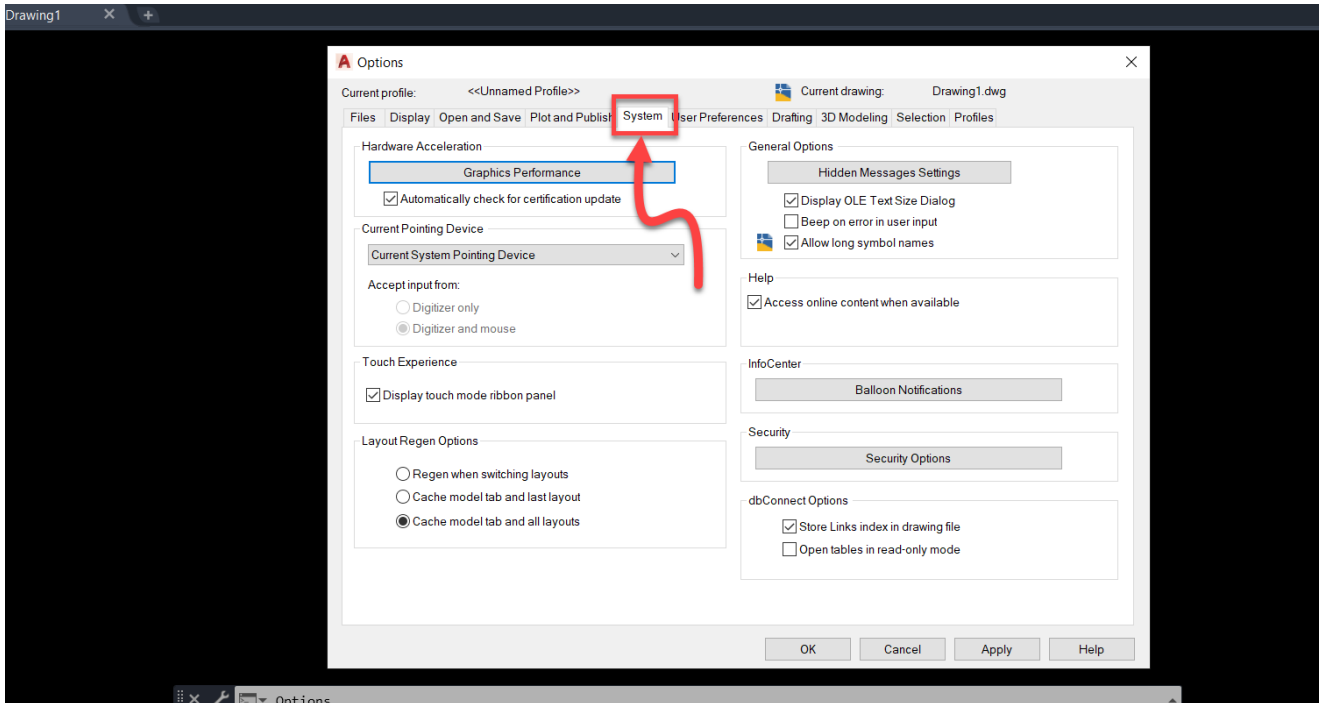 Drawing1
Options
Current profile: <<Unnamed Profile>> Current drawing: Drawing1.dwg
Files Display Open and Save Plot and Publish System User Preferences Drafting 3D Modeling Selection Profiles
Hardware Acceleration
Graphics Performance
Automatically check for certification update
Current Pointing Device
Current System Pointing Device
Accept input from:
Digitizer only
Digitizer and mouse
Touch Experience
Display touch mode ribbon panel
Layout Regen Options
Regen when switching layouts
Cache model tab and last layout
Cache model tab and all layouts
General Options
Hidden Messages Settings
Display OLE Text Size Dialog
Beep on error in user input
Allow long symbol names
Help
Access online content when available
InfoCenter
Balloon Notifications
Security
Security Options
dbConnect Options
Store Links index in drawing file
Open tables in read-only mode
OK Cancel Apply Help
Options